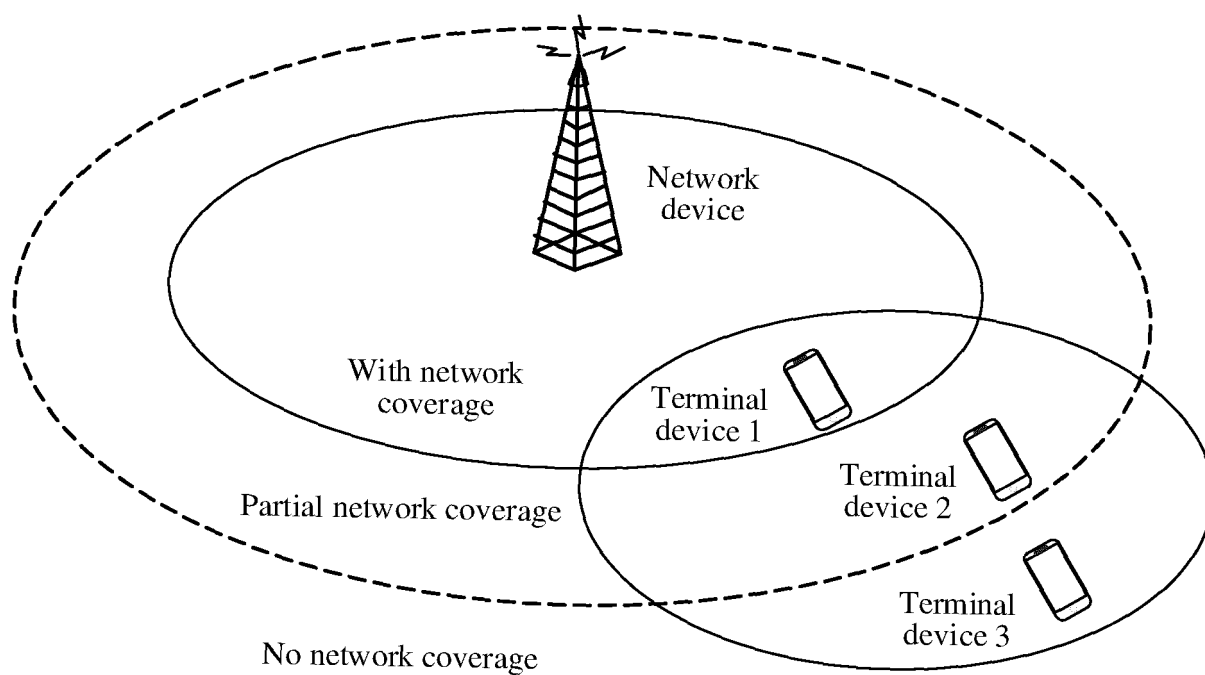 Network
device
With network
coverage
Terminal
device 1
Terminal
device 2
Partial network coverage
Terminal
device 3
No network coverage